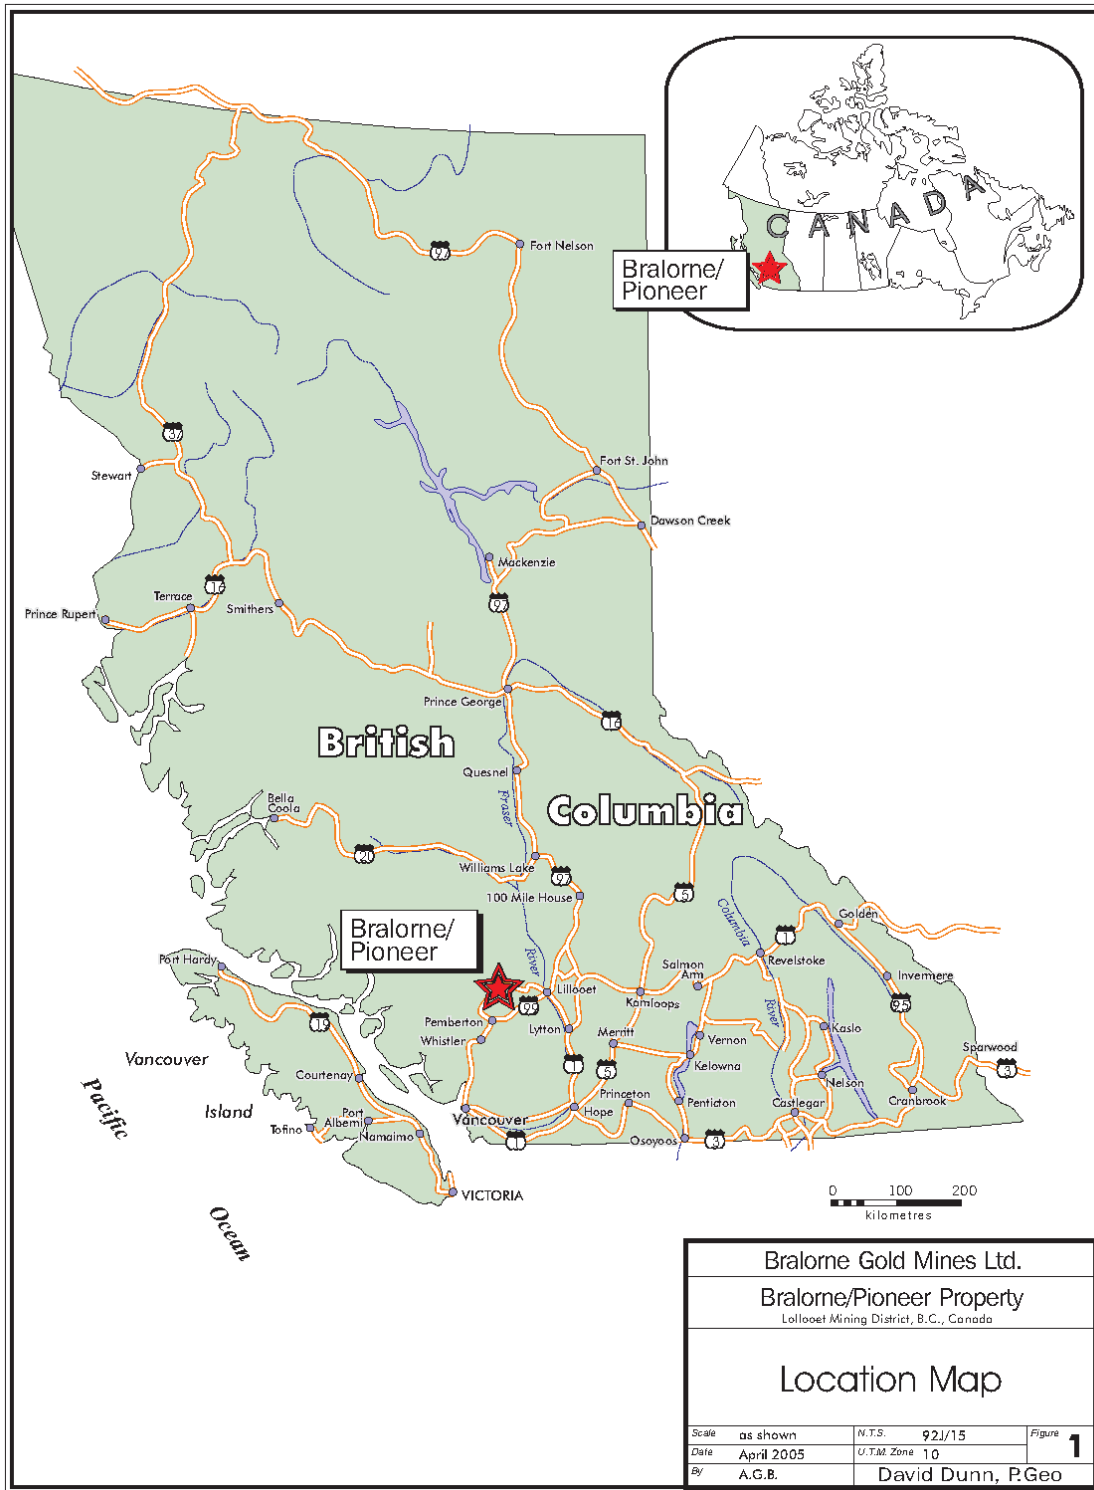 CANADA
Bralorne/
Pioneer
97
Fort Nelson
37
Stewart
Fort St. John
Dawson Creek
Mackenzie
16
Terrace
Smithers
97
Prince Rupert
Prince George
16
British
Quesnel
Columbia
Bella
Coola
Fraser
20
Williams Lake
97
100 Mile House
5
Columbia
Golden
1
Bralorne/
Pioneer
River
Port Hardy
Salmon
Arm
Revelstoke
Invermere
Lillooet
Kamloops
99
River
95
19
Pemberton
Lytton
Merritt
Kaslo
Whistler
Vernon
Sparwood
Vancouver
1
5
Kelowna
3
Courtenay
Nelson
Pacific
Island
Port
Albemi
Princeton
Penticton
Castlegar
Cranbrook
Hope
Vancouver
Tofino
Namaimo
1
Osoyoos
3
VICTORIA
0 100 200
kilometres
Ocean
Bralorne Gold Mines Ltd.
Bralorne/Pioneer Property
Lollooet Mining District, B.C., Canada
Location Map
Scale as shown N.T.S. 92J/15 Figure 1
Date April 2005 U.T.M. Zone 10
By A.G.B. David Dunn, P.Geo